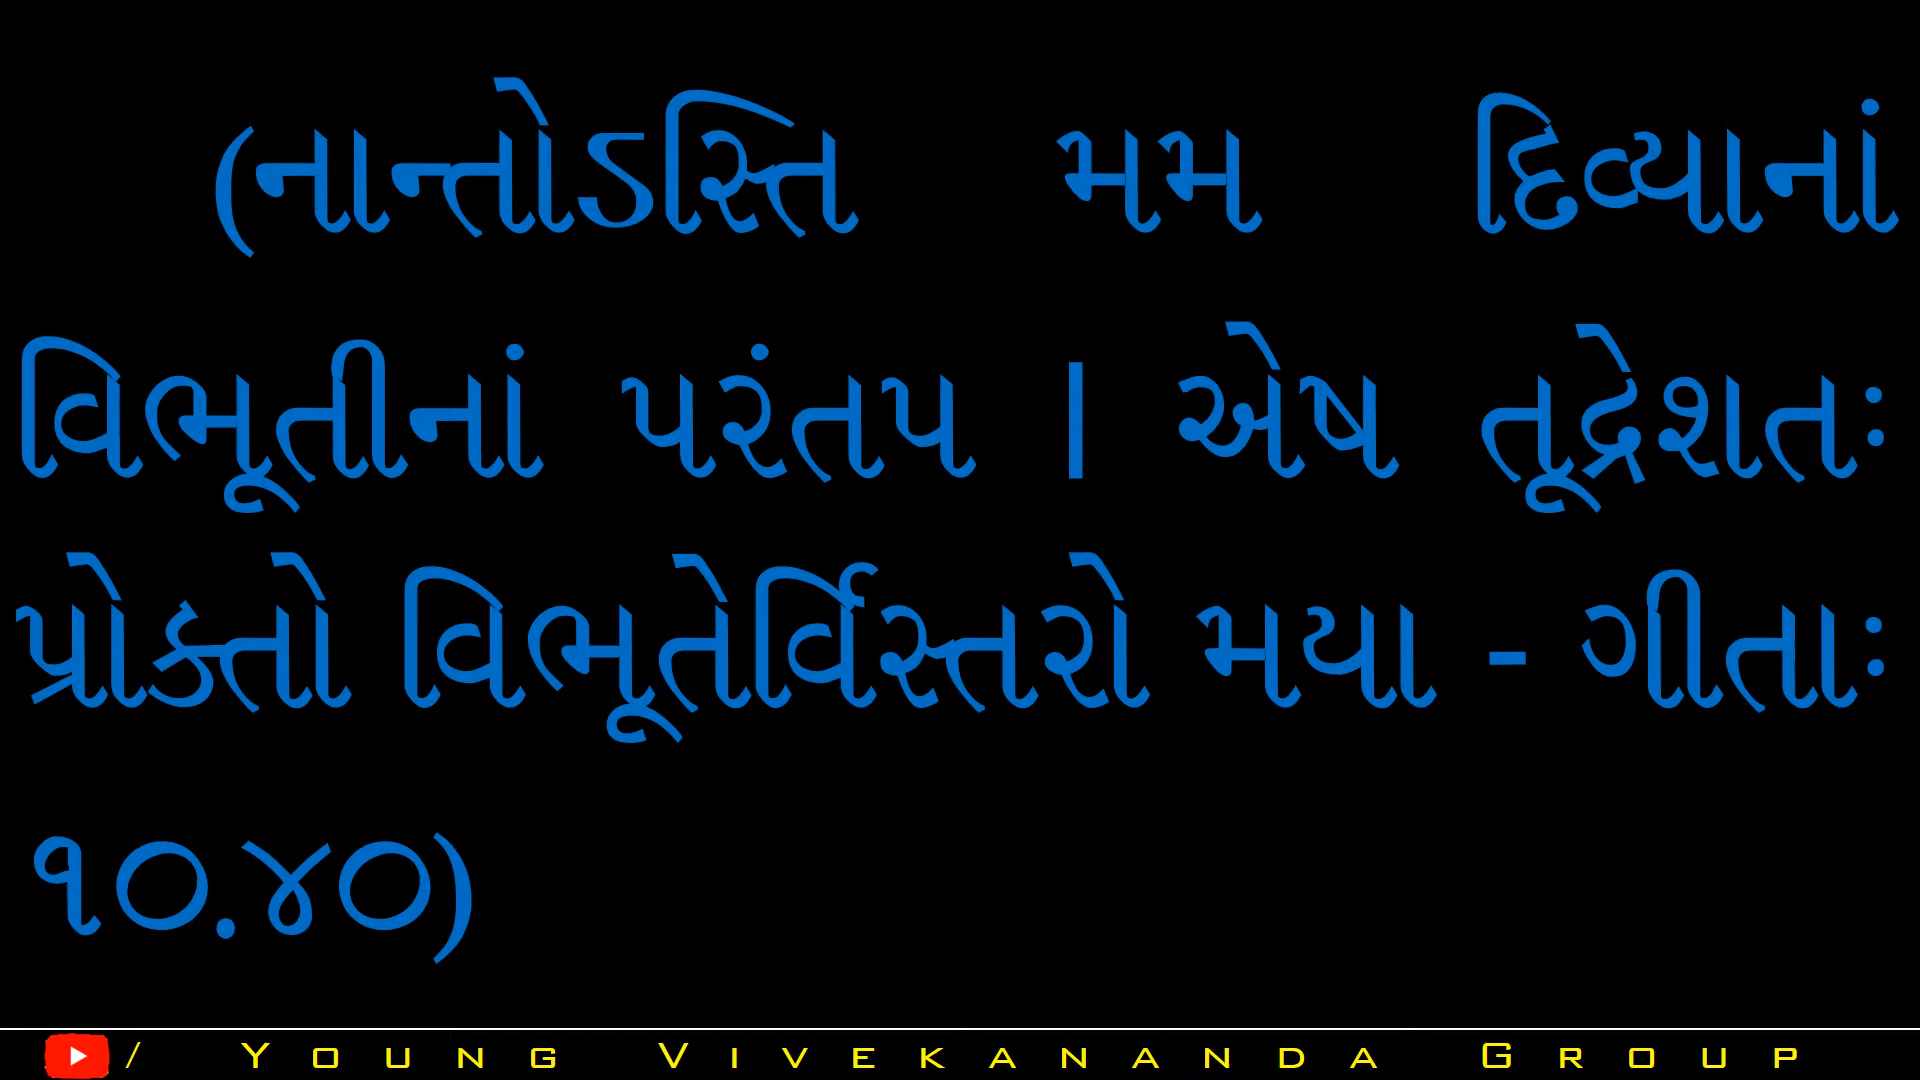 (નાન્તોઽસ્તિ મમ દિવ્યાનાં
વિભૂતીનાં પરંતપ | એષ તૂદ્રેશતઃ
પ્રોક્તો વિભૂતેર્વિસ્તરો મયા - ગીતાઃ
૧૦.૪૦)
/ Young Vivekananda Group